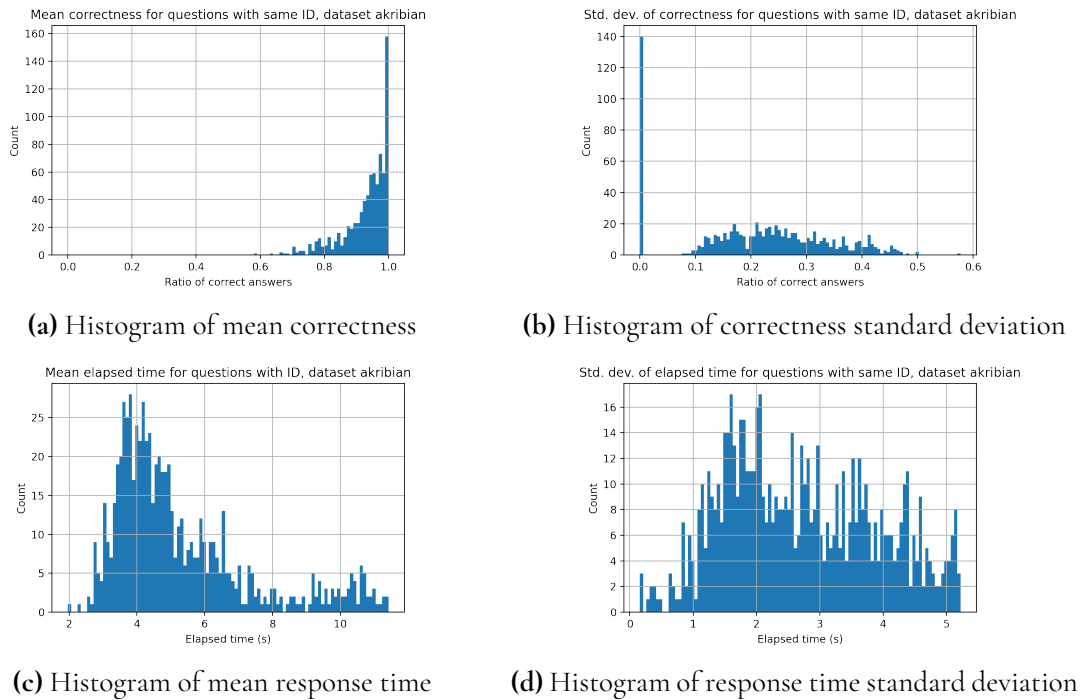 Mean correctness for questions with same ID, dataset akribian
160
140
120
100
80
60
40
20
0
Count
0.0 0.2 0.4 0.6 0.8 1.0
Ratio of correct answers
(a) Histogram of mean correctness
Std. dev. of correctness for questions with same ID, dataset akribian
140
120
100
80
60
40
20
0
Count
0.0 0.1 0.2 0.3 0.4 0.5 0.6
Ratio of correct answers
(b) Histogram of correctness standard deviation
Mean elapsed time for questions with ID, dataset akribian
25
20
15
10
5
0
Count
2 4 6 8 10
Elapsed time (s)
(c) Histogram of mean response time
Std. dev. of elapsed time for questions with same ID, dataset akribian
16
14
12
10
8
6
4
2
0
Count
0 1 2 3 4 5
Elapsed time (s)
(d) Histogram of response time standard deviation